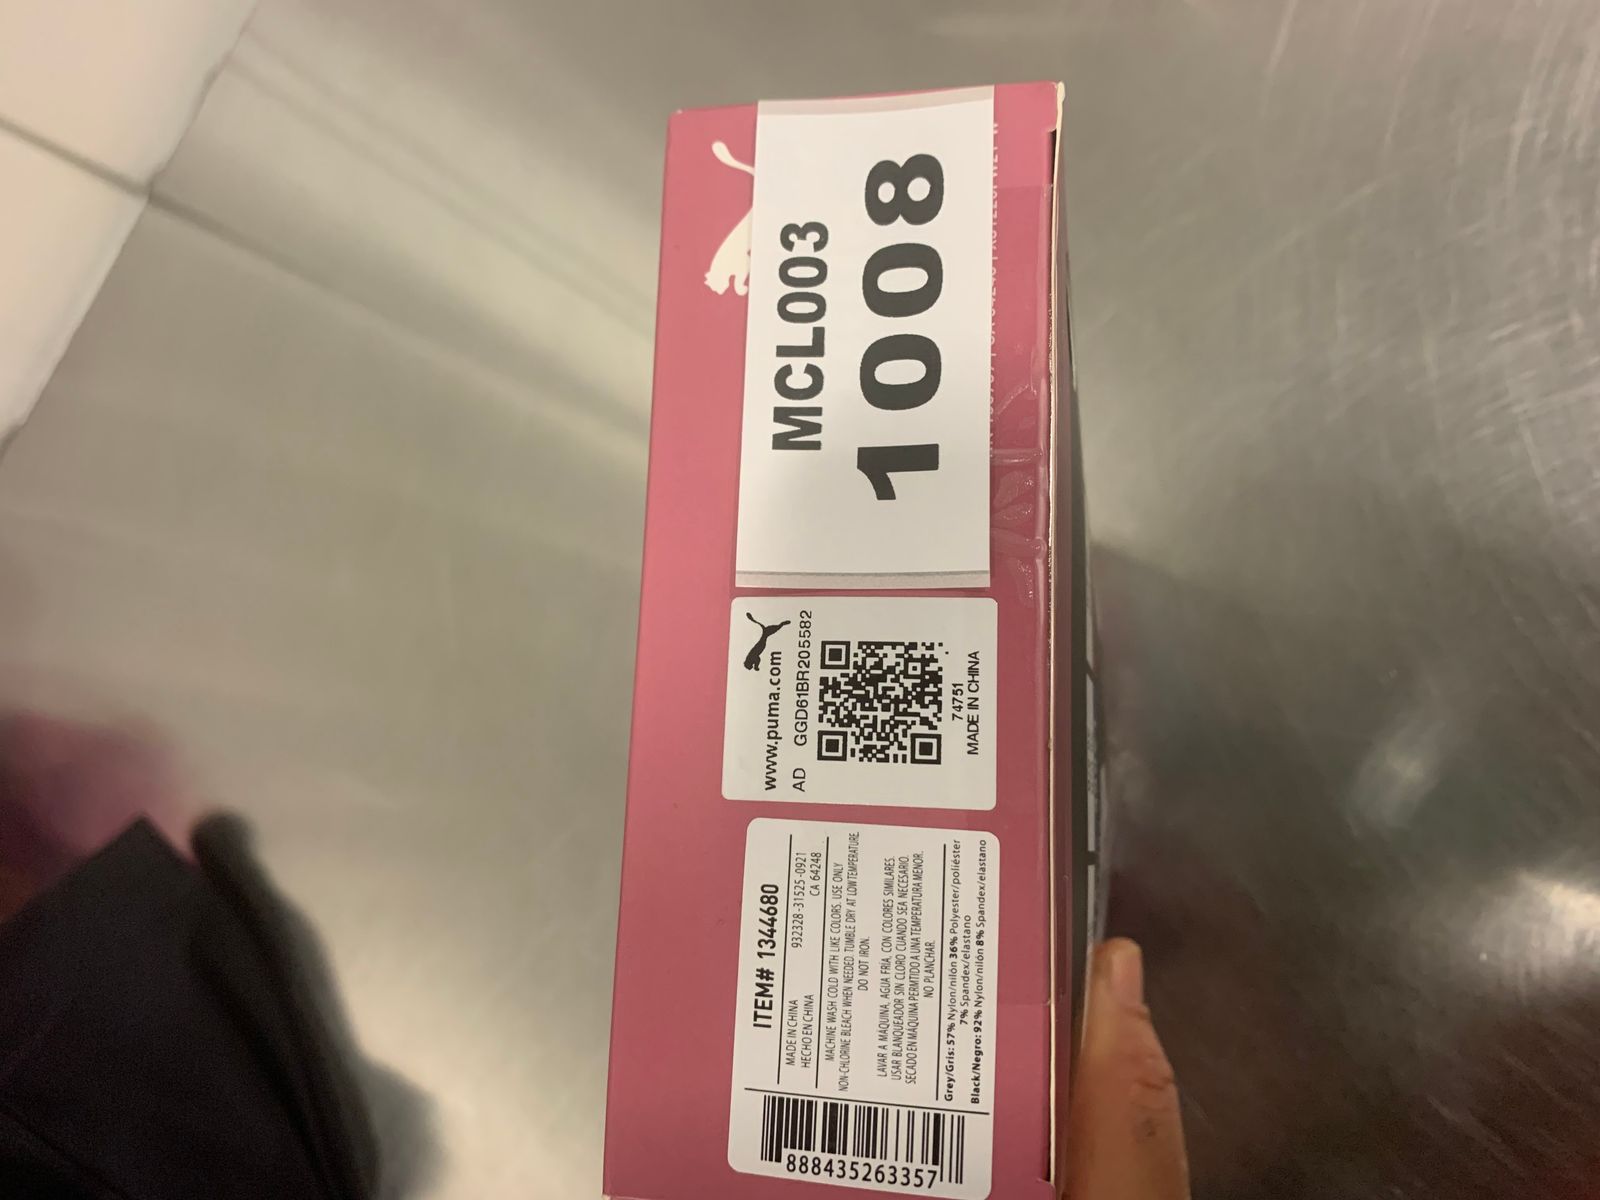 MCL003
1008
www.puma.com
AD GGD61BR205582
74751
MADE IN CHINA
ITEM# 1344680
MADE IN CHINA 932328-31525-0921
HECHO EN CHINA CA 64248
MACHINE WASH COLD WITH LIKE COLORS. USE ONLY
NON-CHLORINE BLEACH WHEN NEEDED. TUMBLE DRY AT LOW TEMPERATURE.
DO NOT IRON.
LAVAR A MÁQUINA. AGUA FRÍA, CON COLORES SIMILARES.
USAR BLANQUEADOR SIN CLORO CUANDO SEA NECESARIO.
SECADO EN MÁQUINA PERMTIDO A UNA TEMPERATURA MENOR.
NO PLANCHAR.
Grey/Gris: 57% Nylon/nilón 36% Polyester/poliéster
7% Spandex/elastano
Black/Negro: 92% Nylon/nilón 8% Spandex/elastano
888435263357